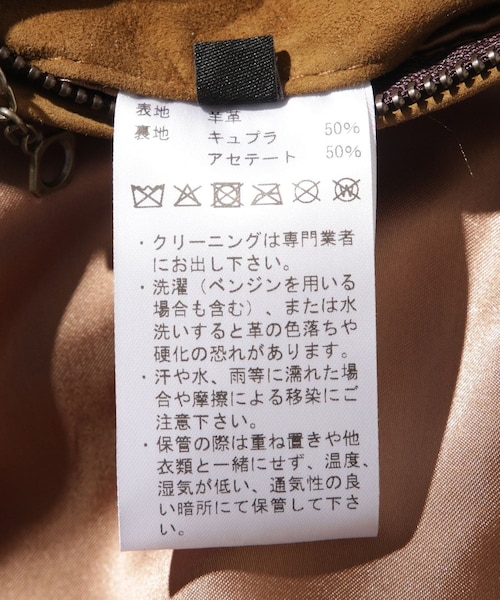 表地 羊革
裏地 キュプラ 50%
アセテート 50%
・クリーニングは専門業者
にお出し下さい。
・洗濯（ベンジンを用いる
場合も含む）、または水
洗いすると革の色落ちや
硬化の恐れがあります。
・汗や水、雨等に濡れた場
合や摩擦による移染にご
注意下さい。
・保管の際は重ね置きや他
衣類と一緒にせず、温度、
湿気が低い、通気性の良
い暗所にて保管して下さ
い。